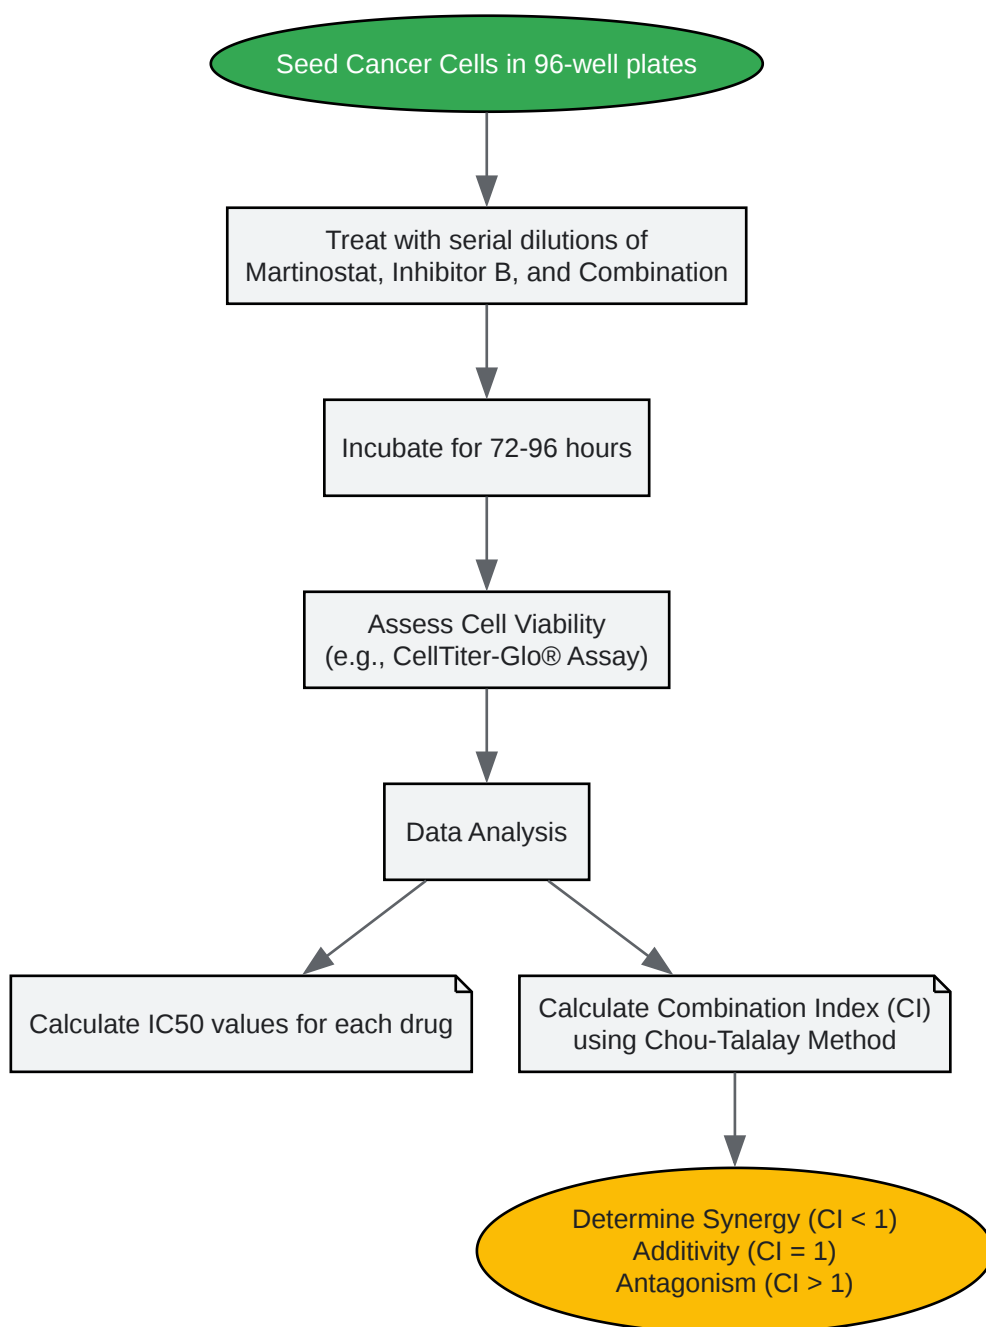 Seed Cancer Cells in 96-well plates
Treat with serial dilutions of
Martinostat, Inhibitor B, and Combination
Incubate for 72-96 hours
Assess Cell Viability
(e.g., CellTiter-Glo® Assay)
Data Analysis
Calculate IC50 values for each drug
Calculate Combination Index (CI)
using Chou-Talalay Method
Determine Synergy (CI < 1)
Additivity (CI = 1)
Antagonism (CI > 1)